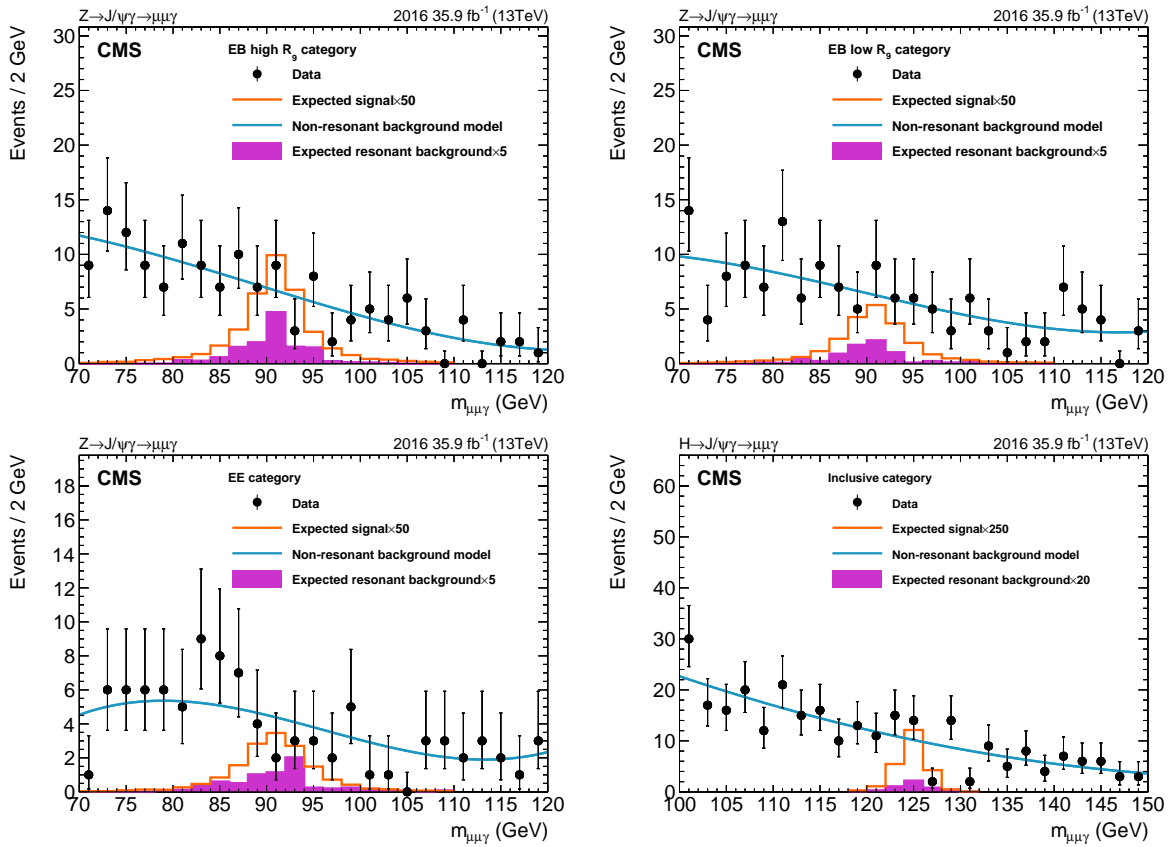 Z→J/ψγ→μμγ 2016 35.9 fb⁻¹ (13TeV)
CMS EB high R₉ category
Data
Expected signal×50
Non-resonant background model
Expected resonant background×5
Events / 2 GeV
30
25
20
15
10
5
0
70 75 80 85 90 95 100 105 110 115 120
m_μμγ (GeV)
Z→J/ψγ→μμγ 2016 35.9 fb⁻¹ (13TeV)
CMS EB low R₉ category
Data
Expected signal×50
Non-resonant background model
Expected resonant background×5
Events / 2 GeV
30
25
20
15
10
5
0
70 75 80 85 90 95 100 105 110 115 120
m_μμγ (GeV)
Z→J/ψγ→μμγ 2016 35.9 fb⁻¹ (13TeV)
CMS EE category
Data
Expected signal×50
Non-resonant background model
Expected resonant background×5
Events / 2 GeV
18
16
14
12
10
8
6
4
2
0
70 75 80 85 90 95 100 105 110 115 120
m_μμγ (GeV)
H→J/ψγ→μμγ 2016 35.9 fb⁻¹ (13TeV)
CMS Inclusive category
Data
Expected signal×250
Non-resonant background model
Expected resonant background×20
Events / 2 GeV
60
50
40
30
20
10
0
100 105 110 115 120 125 130 135 140 145 150
m_μμγ (GeV)